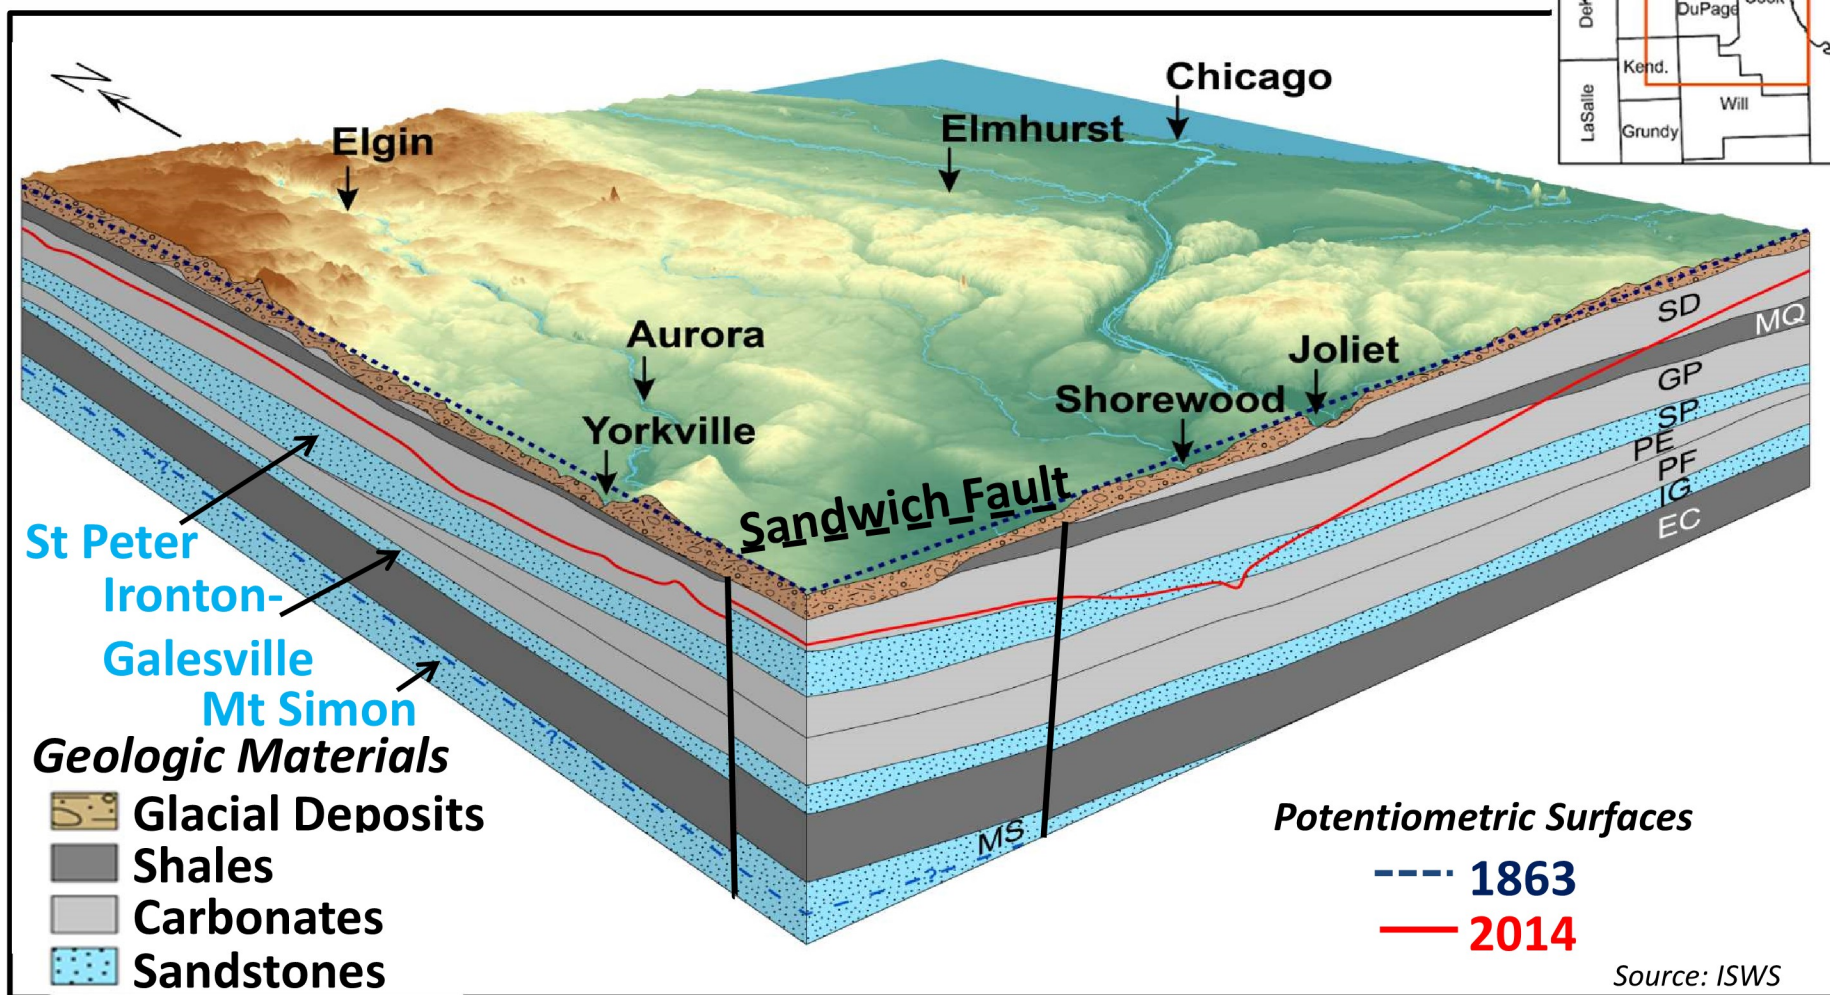 DeK
DuPage
Cook
Kend.
LaSalle
Will
Grundy
N
Chicago
Elmhurst
Elgin
Aurora
Joliet
Shorewood
Yorkville
Sandwich Fault
SD
MQ
GP
SP
PE
PF
IG
EC
MS
?
?
?
St Peter
Ironton-
Galesville
Mt Simon
Geologic Materials
Glacial Deposits
Shales
Carbonates
Sandstones
Potentiometric Surfaces
1863
2014
Source: ISWS